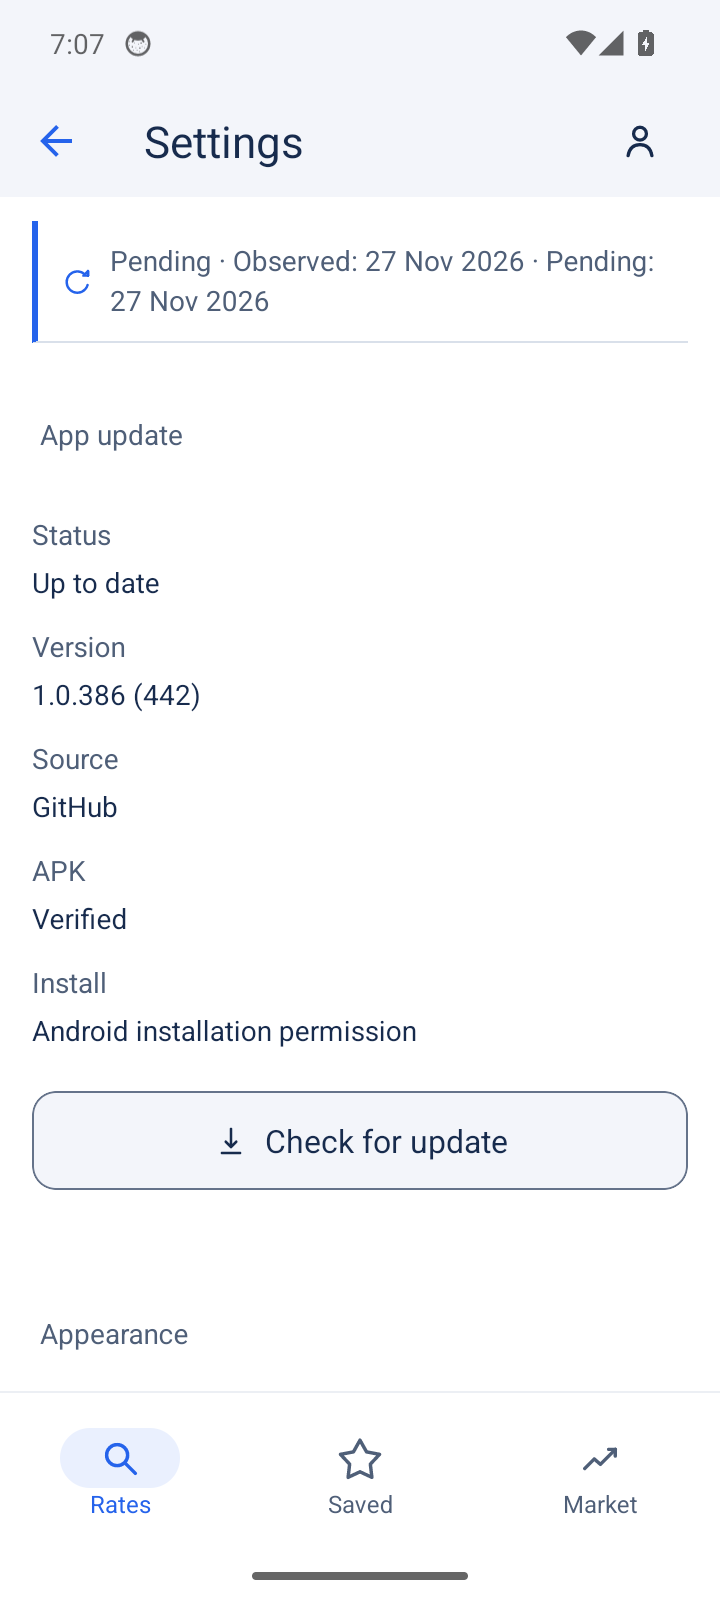 7:07
Settings
Pending · Observed: 27 Nov 2026 · Pending:
27 Nov 2026
App update
Status
Up to date
Version
1.0.386 (442)
Source
GitHub
APK
Verified
Install
Android installation permission
Check for update
Appearance
Rates
Saved
Market